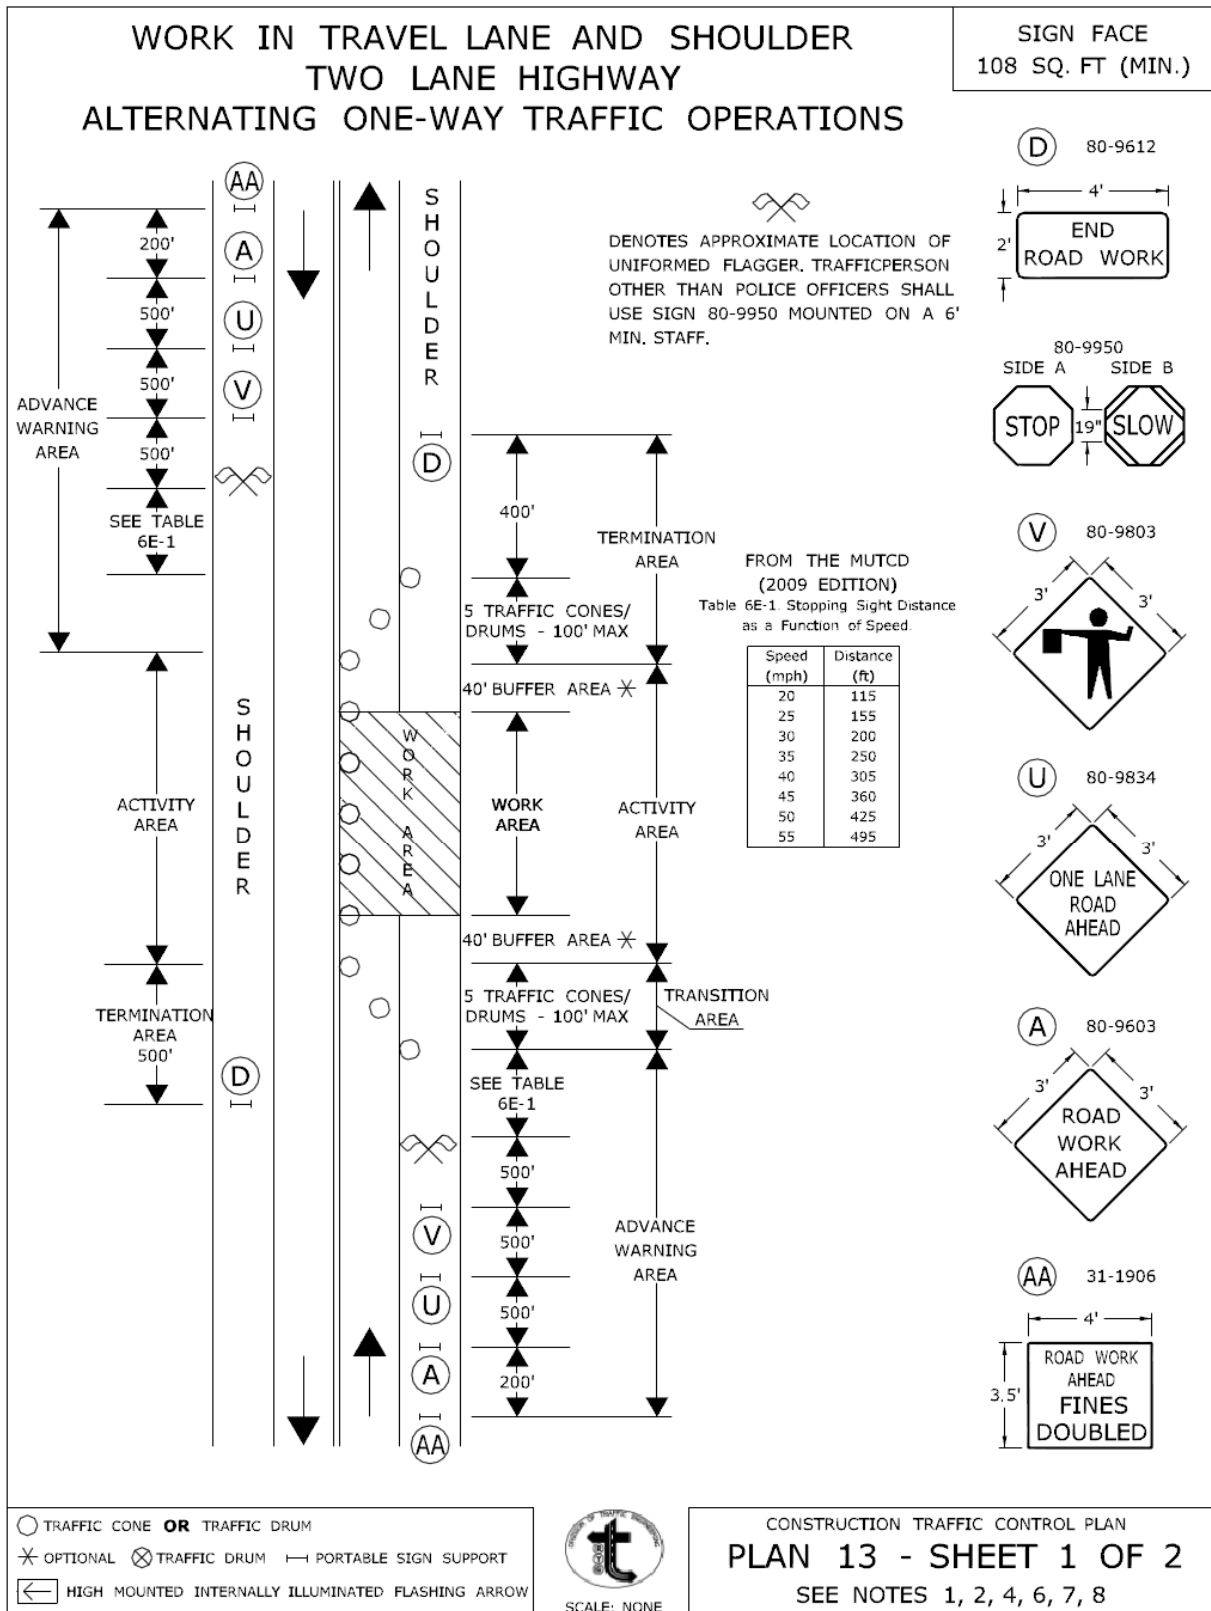 WORK IN TRAVEL LANE AND SHOULDER
TWO LANE HIGHWAY
ALTERNATING ONE-WAY TRAFFIC OPERATIONS
SIGN FACE
108 SQ. FT (MIN.)
AA
200'
A
500'
U
500'
V
500'
ADVANCE
WARNING
AREA
SEE TABLE
6E-1
SHOULDER
ACTIVITY
AREA
TERMINATION
AREA
500'
D
SHOULDER
D
400'
TERMINATION
AREA
5 TRAFFIC CONES/
DRUMS - 100' MAX
40' BUFFER AREA
WORK AREA
WORK
AREA
ACTIVITY
AREA
40' BUFFER AREA
5 TRAFFIC CONES/
DRUMS - 100' MAX
TRANSITION
AREA
SEE TABLE
6E-1
500'
V
500'
U
500'
A
200'
AA
ADVANCE
WARNING
AREA
DENOTES APPROXIMATE LOCATION OF
UNIFORMED FLAGGER. TRAFFICPERSON
OTHER THAN POLICE OFFICERS SHALL
USE SIGN 80-9950 MOUNTED ON A 6'
MIN. STAFF.
FROM THE MUTCD
(2009 EDITION)
Table 6E-1. Stopping Sight Distance
as a Function of Speed.
Speed Distance
(mph) (ft)
20 115
25 155
30 200
35 250
40 305
45 360
50 425
55 495
D 80-9612
4'
2'
END
ROAD WORK
80-9950
SIDE A SIDE B
STOP 19" SLOW
V 80-9803
3' 3'
U 80-9834
3' 3'
ONE LANE
ROAD
AHEAD
A 80-9603
3' 3'
ROAD
WORK
AHEAD
AA 31-1906
4'
3.5'
ROAD WORK
AHEAD
FINES
DOUBLED
TRAFFIC CONE OR TRAFFIC DRUM
OPTIONAL TRAFFIC DRUM PORTABLE SIGN SUPPORT
HIGH MOUNTED INTERNALLY ILLUMINATED FLASHING ARROW
DIVISION OF TRAFFIC ENGINEERING
SCALE: NONE
CONSTRUCTION TRAFFIC CONTROL PLAN
PLAN 13 - SHEET 1 OF 2
SEE NOTES 1, 2, 4, 6, 7, 8